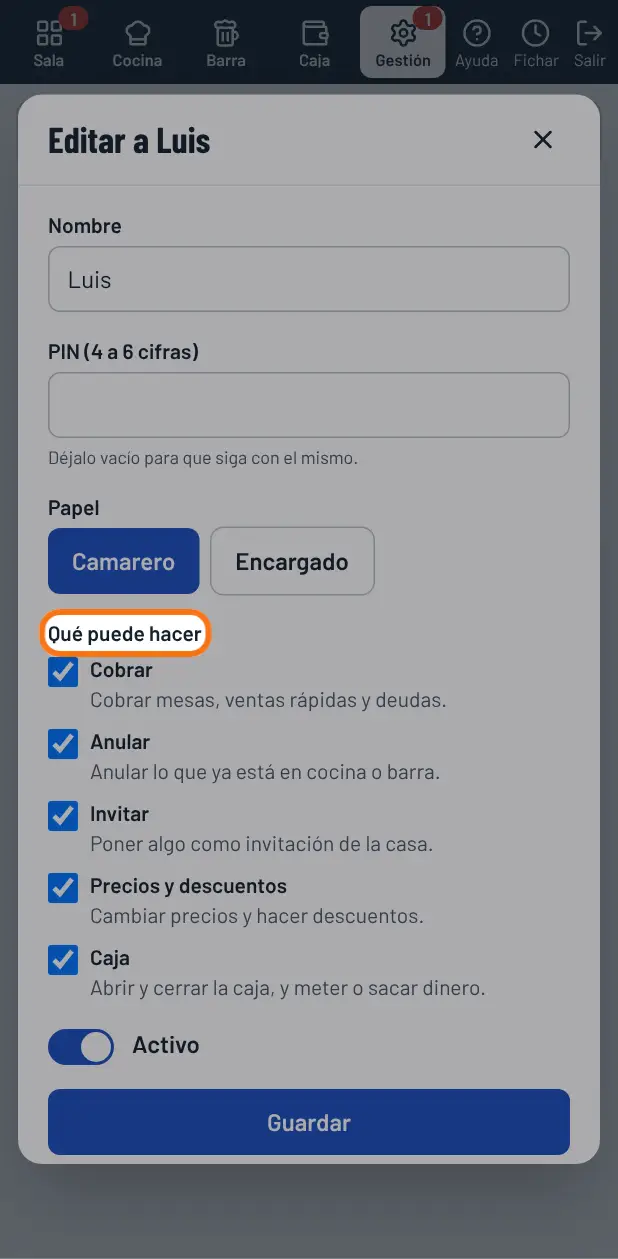 1
1
Sala
Cocina
Barra
Caja
Gestión
Ayuda
Fichar
Salir
Editar a Luis
Nombre
Luis
PIN (4 a 6 cifras)
Déjalo vacío para que siga con el mismo.
Papel
Camarero
Encargado
Qué puede hacer
Cobrar
Cobrar mesas, ventas rápidas y deudas.
Anular
Anular lo que ya está en cocina o barra.
Invitar
Poner algo como invitación de la casa.
Precios y descuentos
Cambiar precios y hacer descuentos.
Caja
Abrir y cerrar la caja, y meter o sacar dinero.
Activo
Guardar